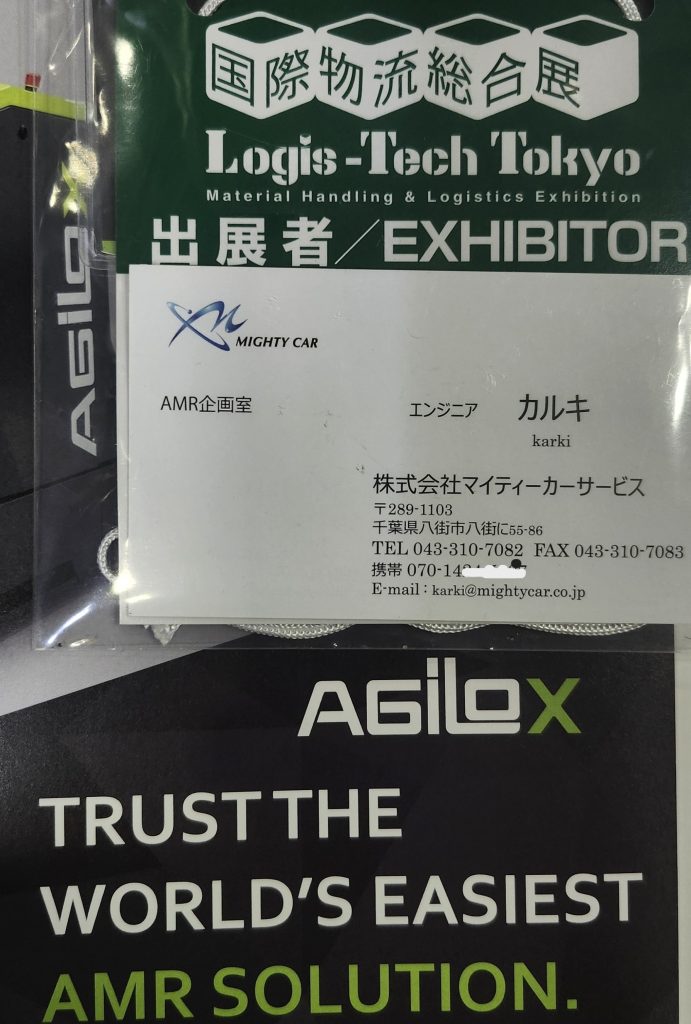 国際物流総合展
Logis-Tech Tokyo
Material Handling & Logistics Exhibition
出展者／EXHIBITOR
AGILOX
MIGHTY CAR
AMR企画室 エンジニア カルキ
karki
株式会社マイティーカーサービス
〒289-1103
千葉県八街市八街に55-86
TEL 043-310-7082 FAX 043-310-7083
携帯 070-14
E-mail : karki@mightycar.co.jp
AGILOX
TRUST THE
WORLD'S EASIEST
AMR SOLUTION.